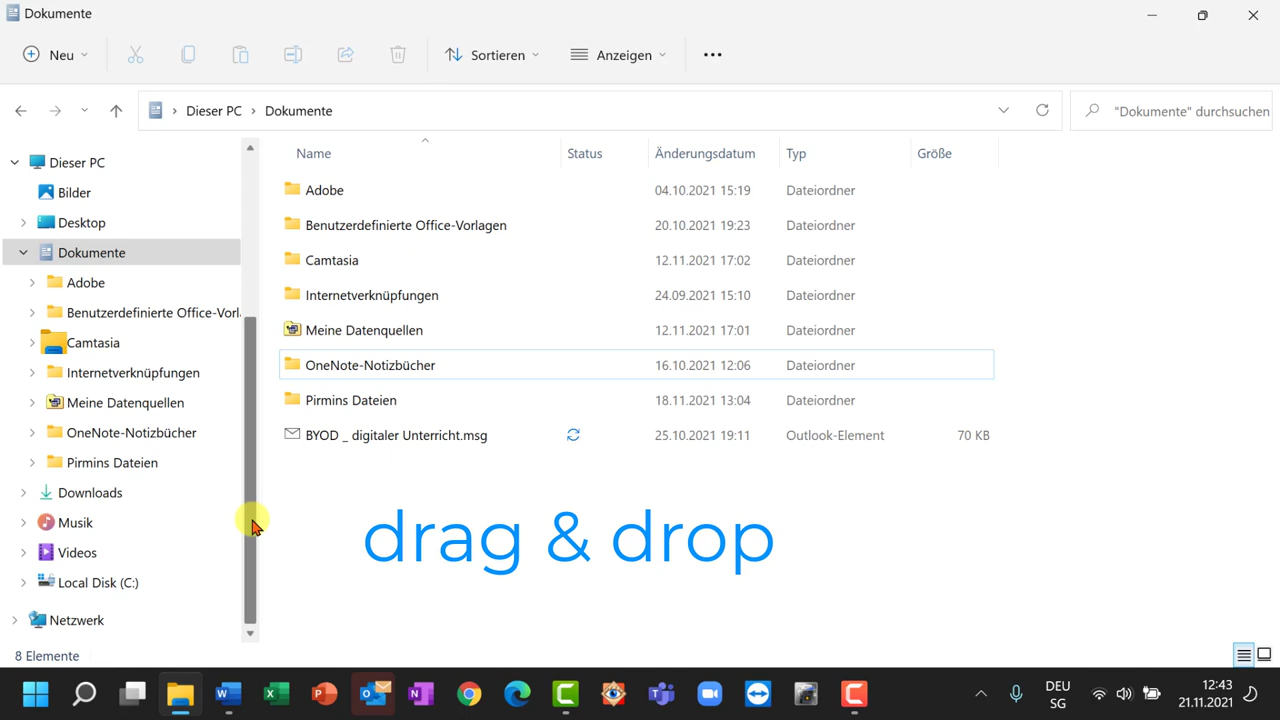 Dokumente
Neu
Sortieren
Anzeigen
Dieser PC
Dokumente
"Dokumente" durchsuchen
Dieser PC
Bilder
Desktop
Dokumente
Adobe
Benutzerdefinierte Office-Vorl
Camtasia
Internetverknüpfungen
Meine Datenquellen
OneNote-Notizbücher
Pirmins Dateien
Downloads
Musik
Videos
Local Disk (C:)
Netzwerk
Name Status Änderungsdatum Typ Größe
Adobe 04.10.2021 15:19 Dateiordner
Benutzerdefinierte Office-Vorlagen 20.10.2021 19:23 Dateiordner
Camtasia 12.11.2021 17:02 Dateiordner
Internetverknüpfungen 24.09.2021 15:10 Dateiordner
Meine Datenquellen 12.11.2021 17:01 Dateiordner
OneNote-Notizbücher 16.10.2021 12:06 Dateiordner
Pirmins Dateien 18.11.2021 13:04 Dateiordner
BYOD _ digitaler Unterricht.msg 25.10.2021 19:11 Outlook-Element 70 KB
drag & drop
8 Elemente
DEU
SG
12:43
21.11.2021